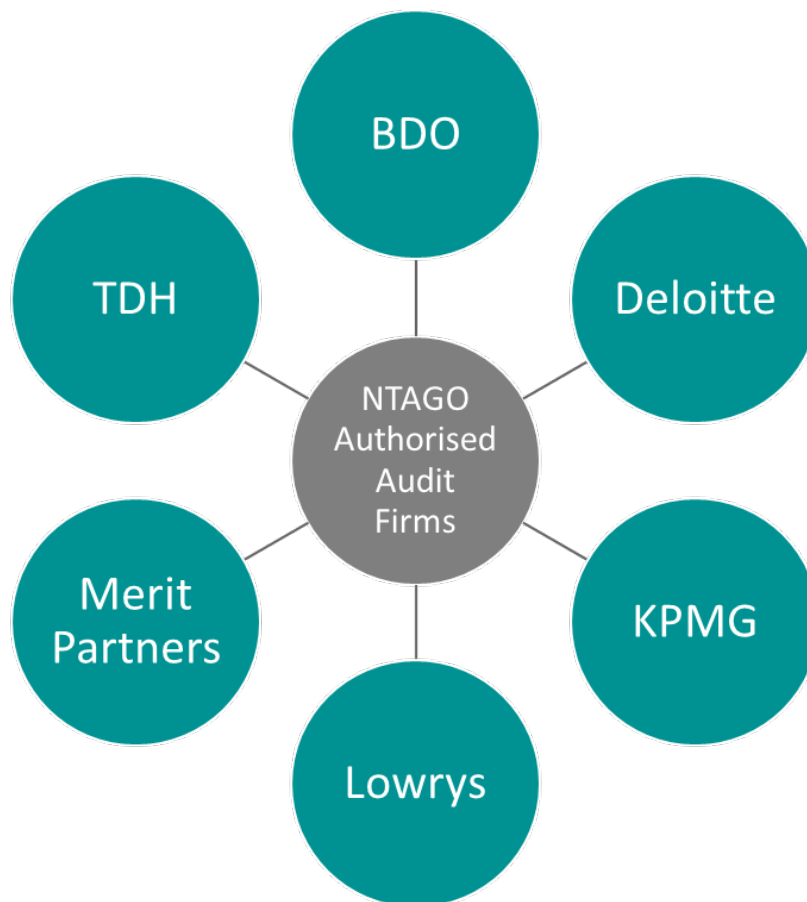 BDO
TDH
Deloitte
NTAGO
Authorised
Audit
Firms
Merit
Partners
KPMG
Lowrys